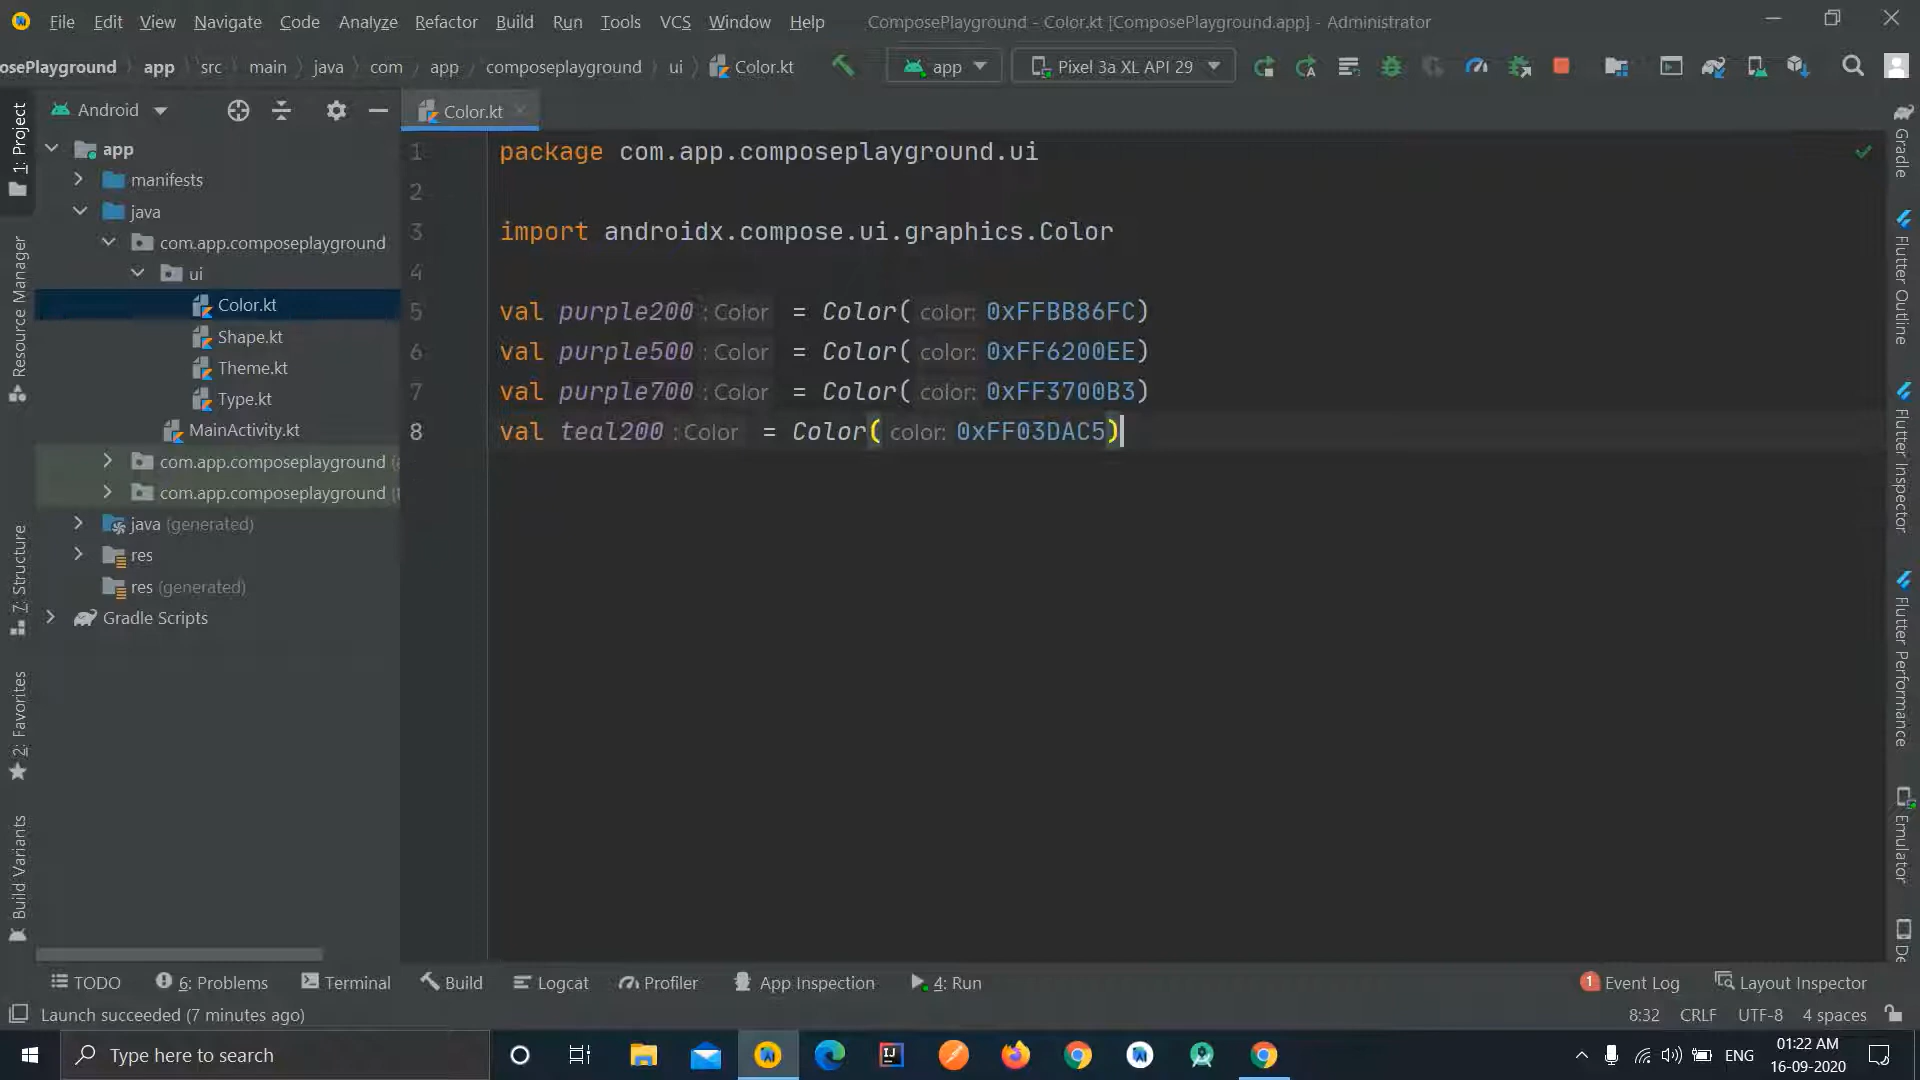 File Edit View Navigate Code Analyze Refactor Build Run Tools VCS Window Help ComposePlayground - Color.kt [ComposePlayground.app] - Administrator
osePlayground app src main java com app composeplayground ui Color.kt app Pixel 3a XL API 29
Android
Color.kt
app
manifests
java
com.app.composeplayground
ui
Color.kt
Shape.kt
Theme.kt
Type.kt
MainActivity.kt
com.app.composeplayground
com.app.composeplayground
java (generated)
res
res (generated)
Gradle Scripts
1 package com.app.composeplayground.ui
2
3 import androidx.compose.ui.graphics.Color
4
5 val purple200 : Color = Color( color: 0xFFBB86FC)
6 val purple500 : Color = Color( color: 0xFF6200EE)
7 val purple700 : Color = Color( color: 0xFF3700B3)
8 val teal200 : Color = Color( color: 0xFF03DAC5)
1: Project
Resource Manager
7: Structure
2: Favorites
Build Variants
Gradle
Flutter Outline
Flutter Inspector
Flutter Performance
Emulator
De
TODO 6: Problems Terminal Build Logcat Profiler App Inspection 4: Run 1 Event Log Layout Inspector
Launch succeeded (7 minutes ago) 8:32 CRLF UTF-8 4 spaces
Type here to search ENG 01:22 AM
16-09-2020